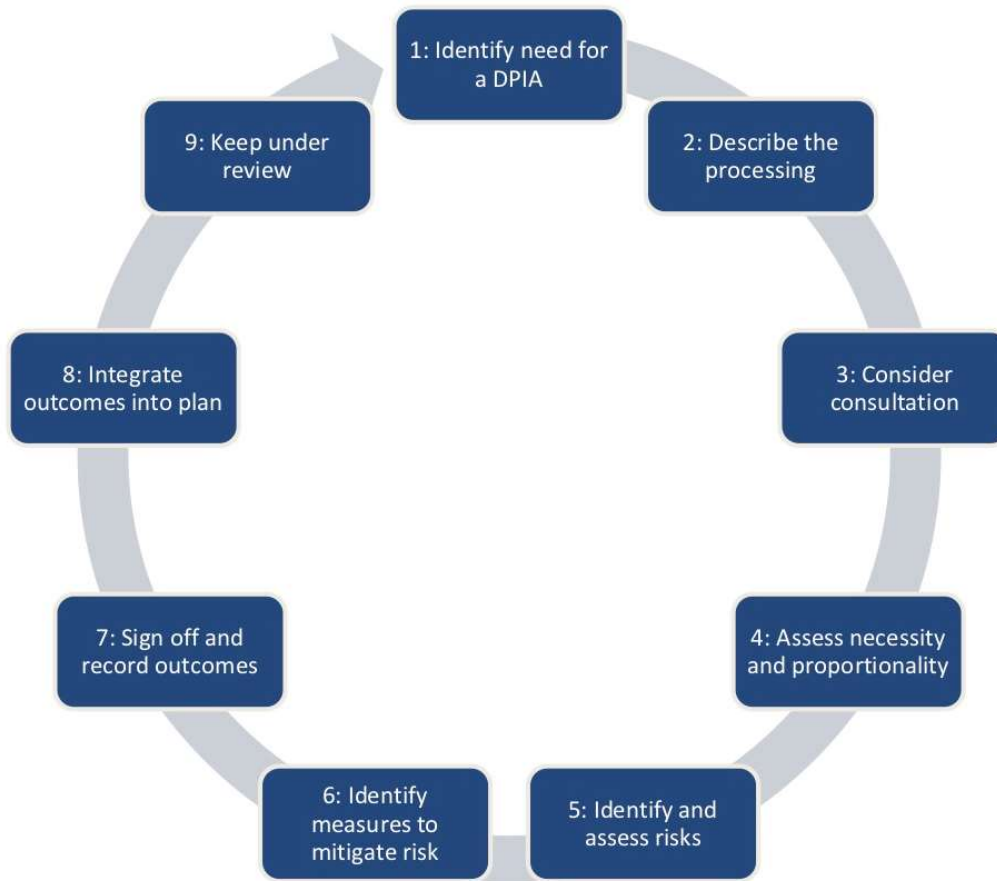 1: Identify need for
a DPIA
2: Describe the
processing
3: Consider
consultation
4: Assess necessity
and proportionality
5: Identify and
assess risks
6: Identify
measures to
mitigate risk
7: Sign off and
record outcomes
8: Integrate
outcomes into plan
9: Keep under
review